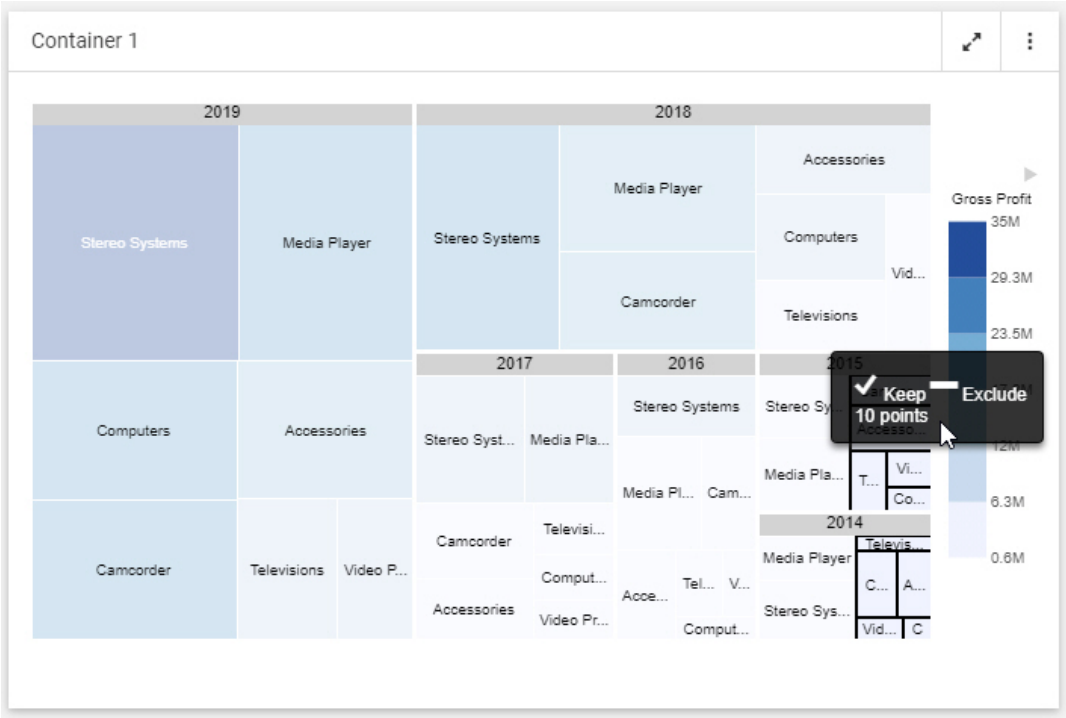 Container 1
2019
2018
Stereo Systems
Media Player
Computers
Accessories
Camcorder
Televisions
Video P...
Stereo Systems
Media Player
Camcorder
Accessories
Computers
Televisions
Vid...
2017
Stereo Syst...
Media Pla...
Camcorder
Accessories
Televisi...
Comput...
Video Pr...
2016
Stereo Systems
Media Pl...
Cam...
Acce...
Tel...
V...
Comput...
2015
Stereo Sy...
Media Pla...
Accesso...
T...
Vi...
Co...
Keep
Exclude
10 points
2014
Media Player
Stereo Sys...
Televis...
C...
A...
Vid...
C
Gross Profit
35M
29.3M
23.5M
12M
6.3M
0.6M